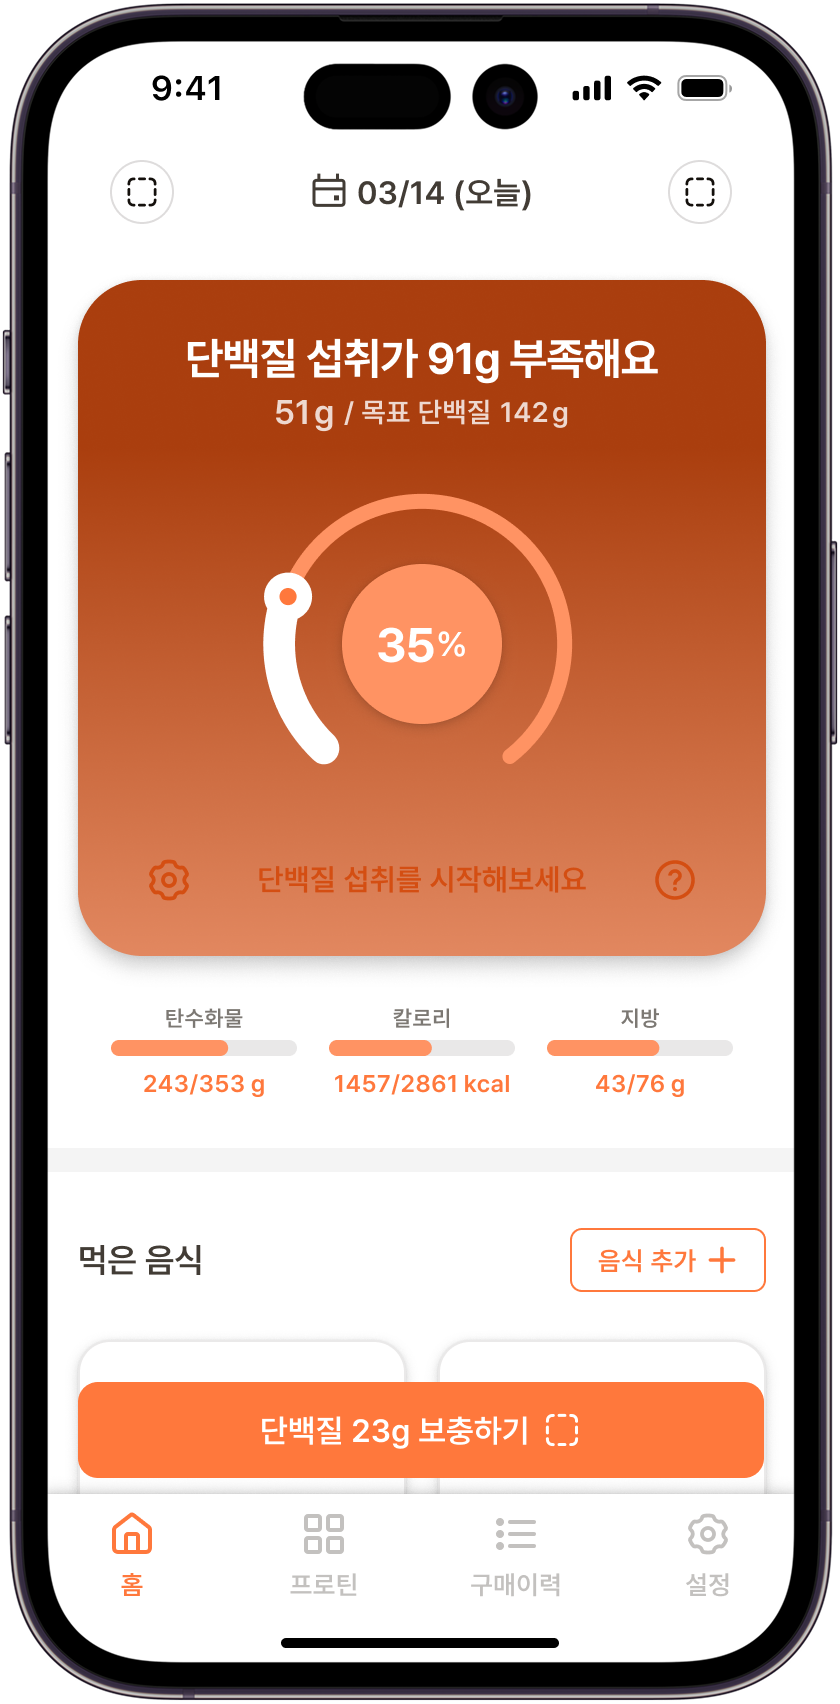 9:41
03/14 (오늘)
단백질 섭취가 91g 부족해요
51g / 목표 단백질 142g
35%
단백질 섭취를 시작해보세요
탄수화물 칼로리 지방
243/353 g 1457/2861 kcal 43/76 g
먹은 음식 음식 추가
단백질 23g 보충하기
홈 프로틴 구매이력 설정